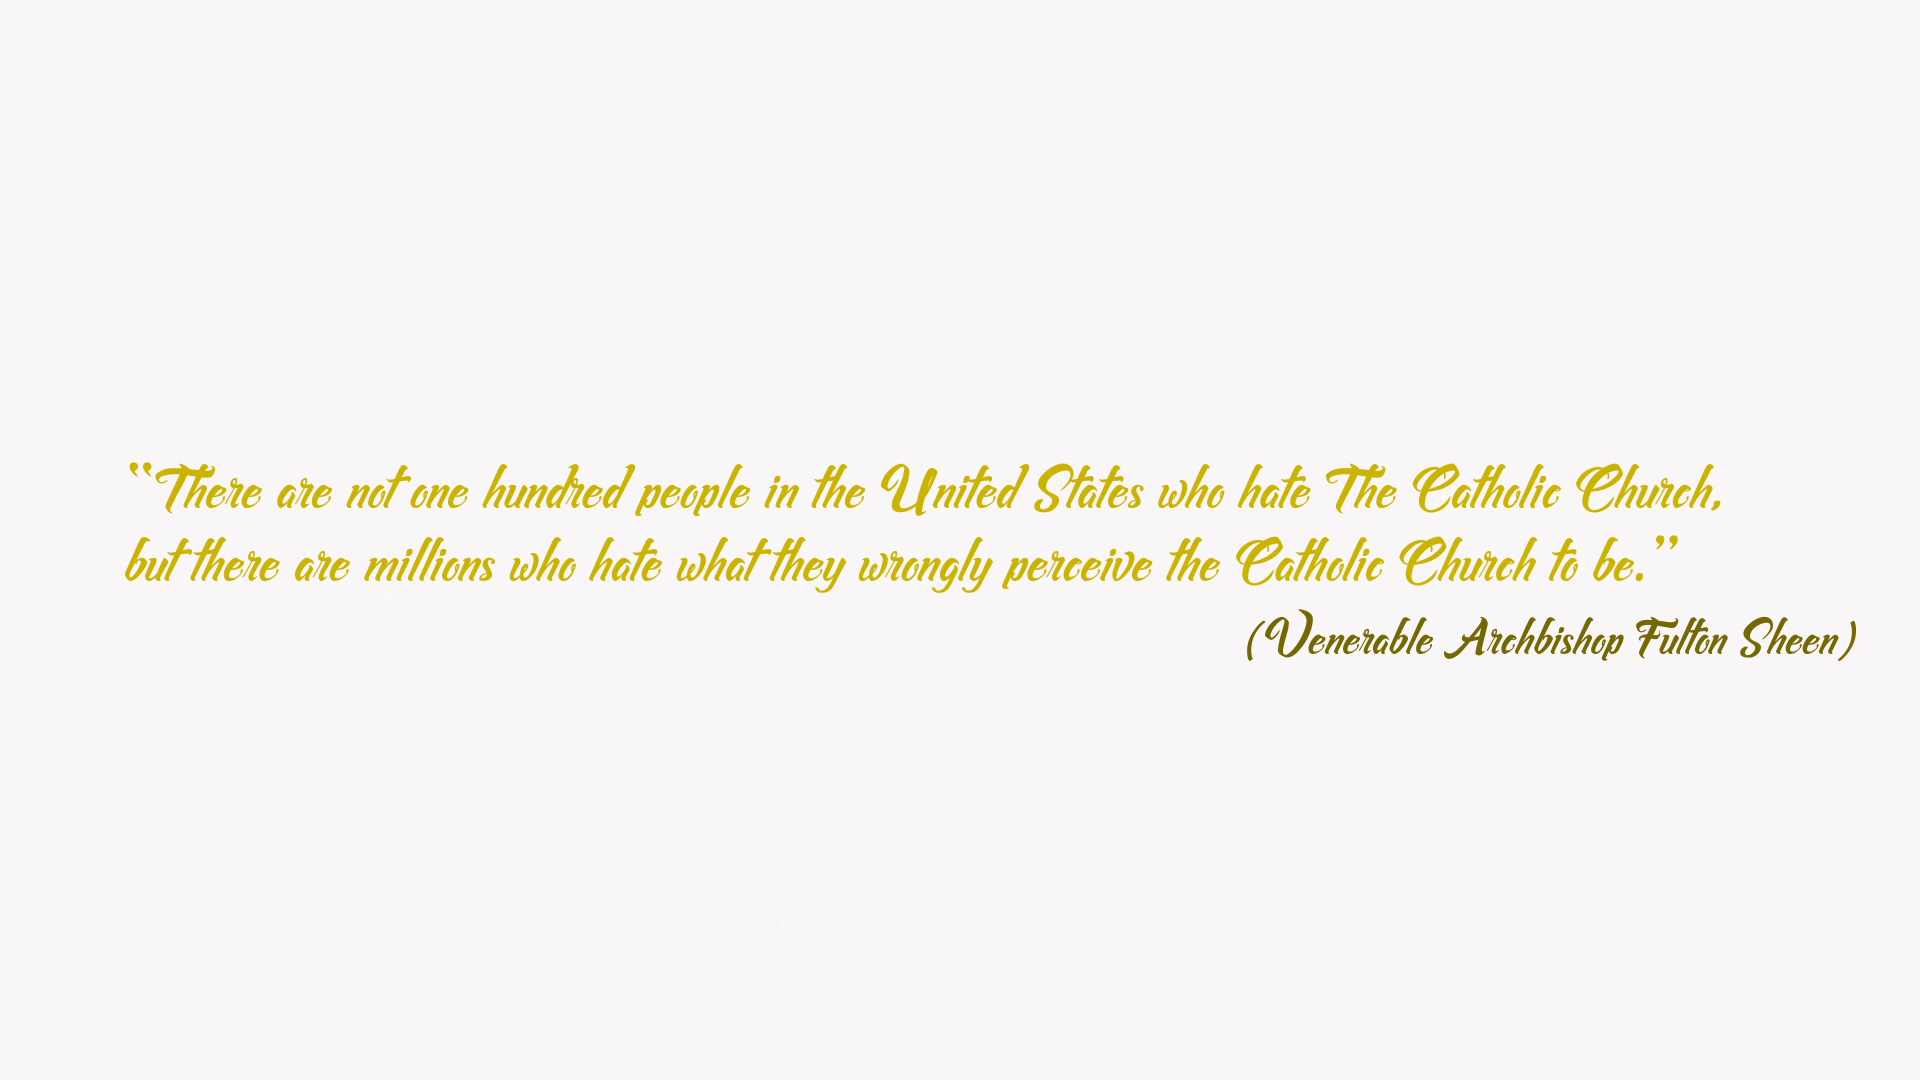 “There are not one hundred people in the United States who hate The Catholic Church,
but there are millions who hate what they wrongly perceive the Catholic Church to be.”
(Venerable Archbishop Fulton Sheen)